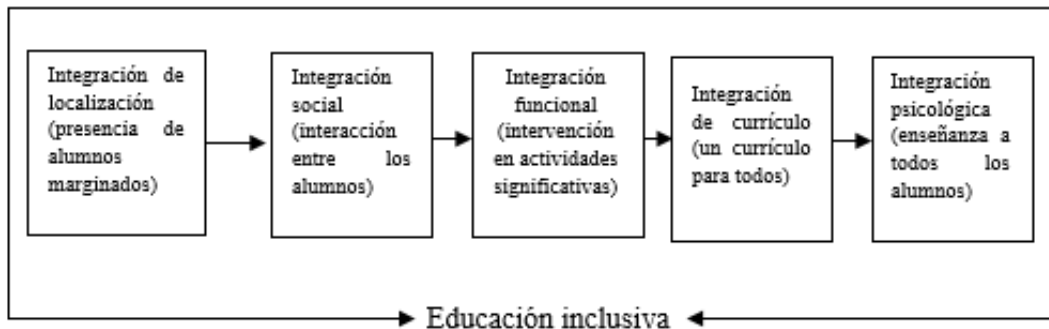 Integración de
localización
(presencia de
alumnos
marginados)
Integración
social
(interacción
entre los
alumnos)
Integración
funcional
(intervención
en actividades
significativas)
Integración
de currículo
(un currículo
para todos)
Integración
psicológica
(enseñanza a
todos los
alumnos)
Educación inclusiva